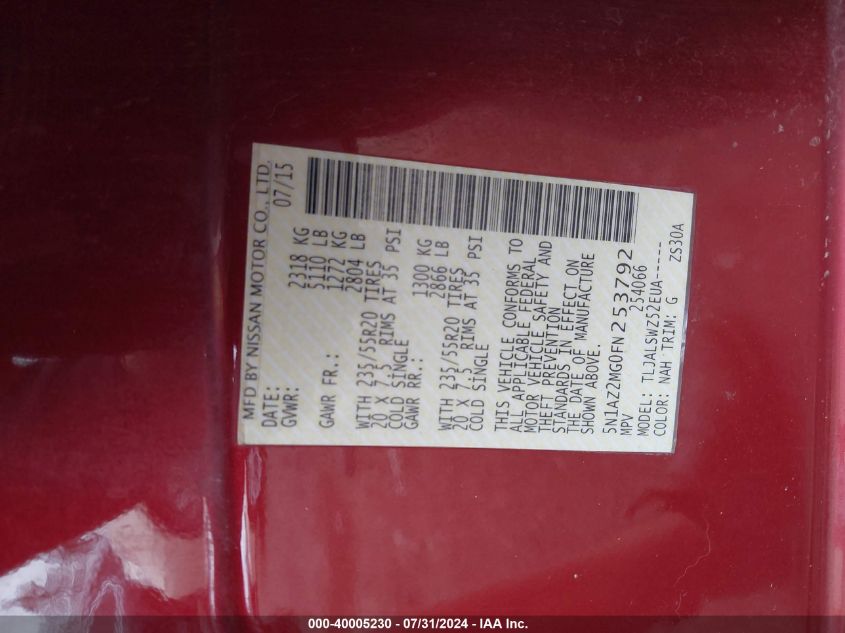 MFD BY NISSAN MOTOR CO., LTD.
DATE: 07/15
GVWR: 2318 KG
5110 LB
GAWR FR.: 1272 KG
2804 LB
WITH 235/55R20 TIRES
20 X 7.5 RIMS AT 35 PSI
COLD SINGLE
GAWR RR.: 1300 KG
2866 LB
WITH 235/55R20 TIRES
20 X 7.5 RIMS AT 35 PSI
COLD SINGLE
THIS VEHICLE CONFORMS TO
ALL APPLICABLE FEDERAL
MOTOR VEHICLE SAFETY AND
THEFT PREVENTION
STANDARDS IN EFFECT ON
THE DATE OF MANUFACTURE
SHOWN ABOVE.
5N1AZ2MG0FN253792
MPV 254066
MODEL: TLJALSWZ52EUA-----
COLOR: NAH TRIM: G ZS30A
000-40005230 - 07/31/2024 - IAA Inc.